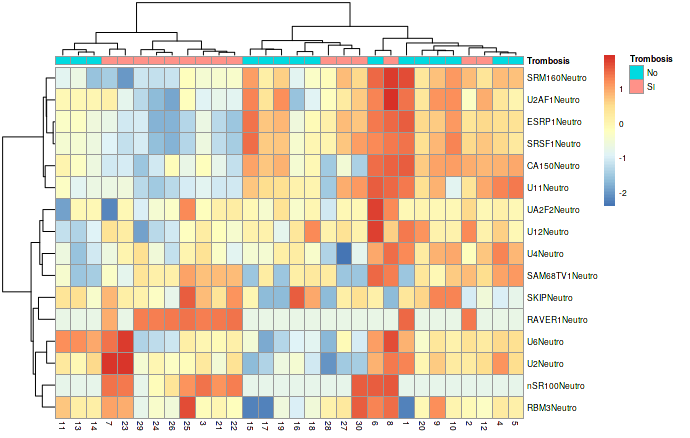 Trombosis
SRM160Neutro
U2AF1Neutro
ESRP1Neutro
SRSF1Neutro
CA150Neutro
U11Neutro
UA2F2Neutro
U12Neutro
U4Neutro
SAM68TV1Neutro
SKIPNeutro
RAVER1Neutro
U6Neutro
U2Neutro
nSR100Neutro
RBM3Neutro
11 13 14 7 23 29 24 26 25 3 21 22 15 17 19 16 18 28 27 30 6 8 1 20 9 10 2 12 4 5
1
0
-1
-2
Trombosis
No
SI